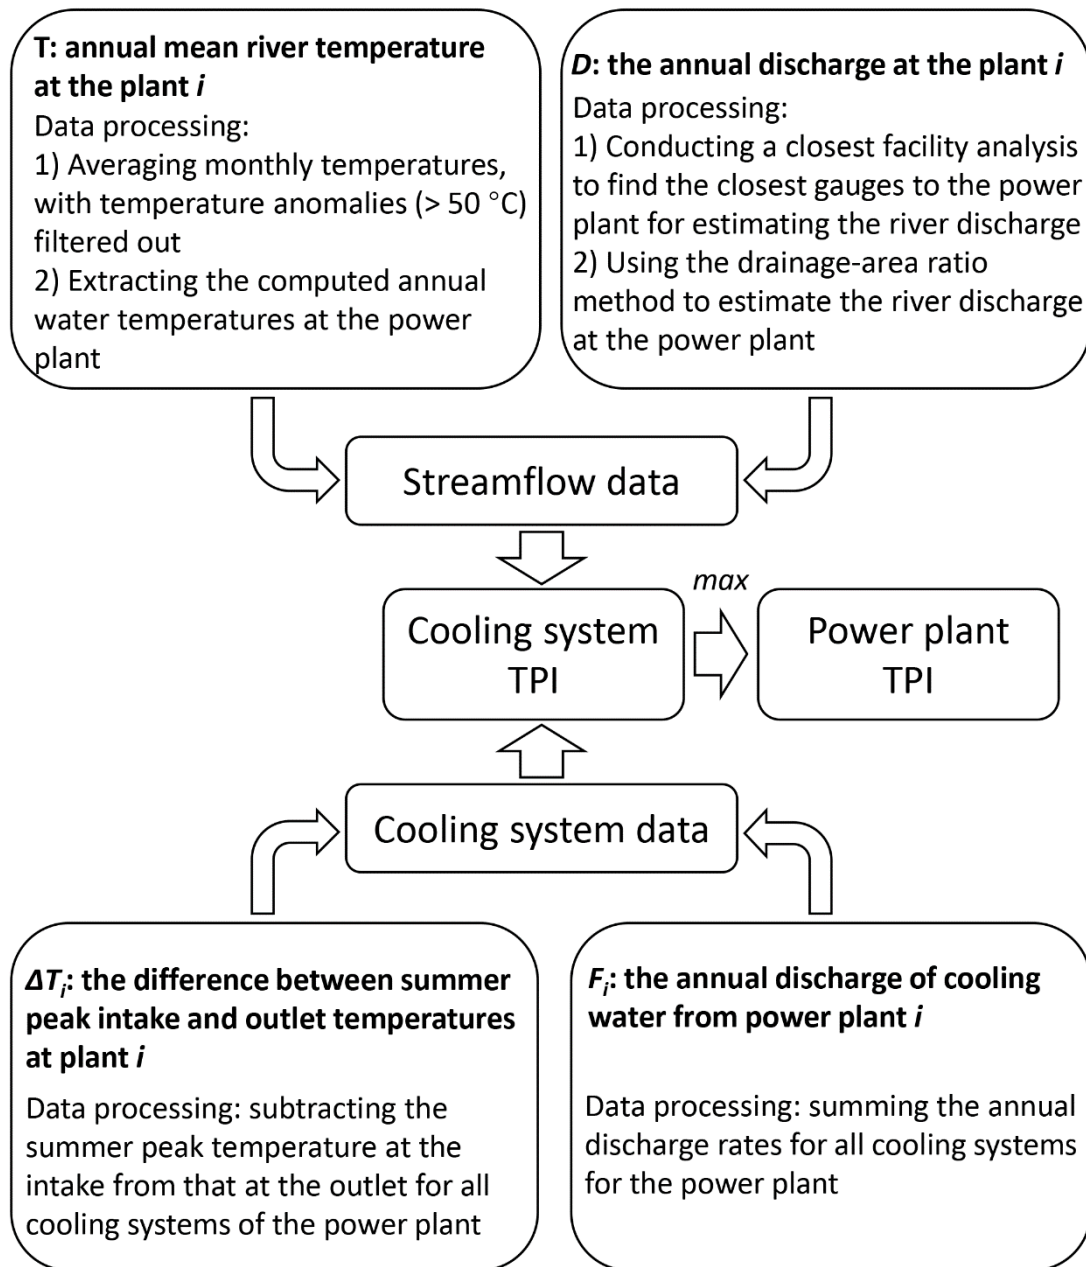 T: annual mean river temperature
at the plant i
Data processing:
1) Averaging monthly temperatures,
with temperature anomalies (> 50 °C)
filtered out
2) Extracting the computed annual
water temperatures at the power
plant
D: the annual discharge at the plant i
Data processing:
1) Conducting a closest facility analysis
to find the closest gauges to the power
plant for estimating the river discharge
2) Using the drainage-area ratio
method to estimate the river discharge
at the power plant
Streamflow data
Cooling system
TPI
max
Power plant
TPI
Cooling system data
ΔTi: the difference between summer
peak intake and outlet temperatures
at plant i
Data processing: subtracting the
summer peak temperature at the
intake from that at the outlet for all
cooling systems of the power plant
Fi: the annual discharge of cooling
water from power plant i
Data processing: summing the annual
discharge rates for all cooling systems
for the power plant